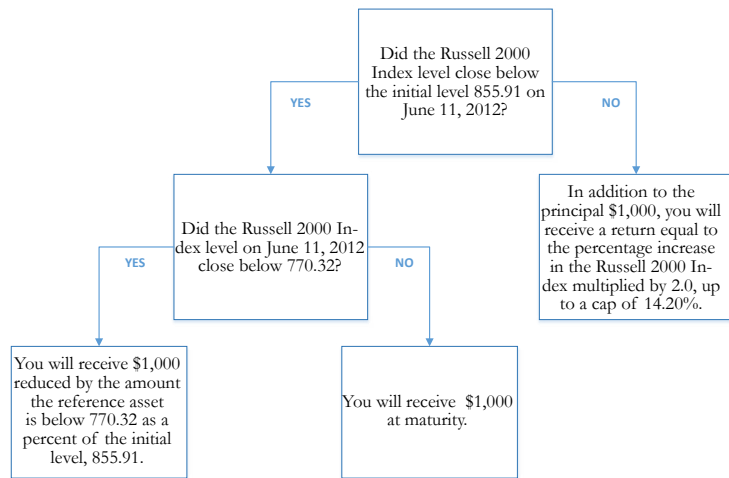 Did the Russell 2000
Index level close below
the initial level 855.91 on
June 11, 2012?
YES
NO
Did the Russell 2000 In-
dex level on June 11, 2012
close below 770.32?
In addition to the
principal $1,000, you will
receive a return equal to
the percentage increase
in the Russell 2000 In-
dex multiplied by 2.0, up
to a cap of 14.20%.
YES
NO
You will receive $1,000
reduced by the amount
the reference asset
is below 770.32 as a
percent of the initial
level, 855.91.
You will receive $1,000
at maturity.